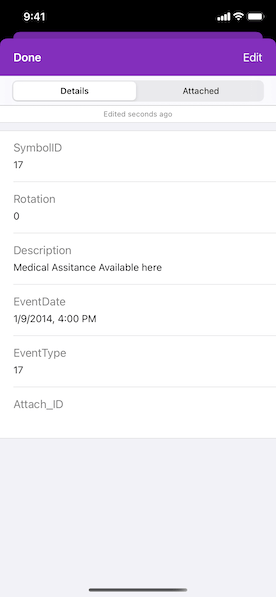 9:41
Done Edit
Details Attached
Edited seconds ago
SymbolID
17
Rotation
0
Description
Medical Assitance Available here
EventDate
1/9/2014, 4:00 PM
EventType
17
Attach_ID